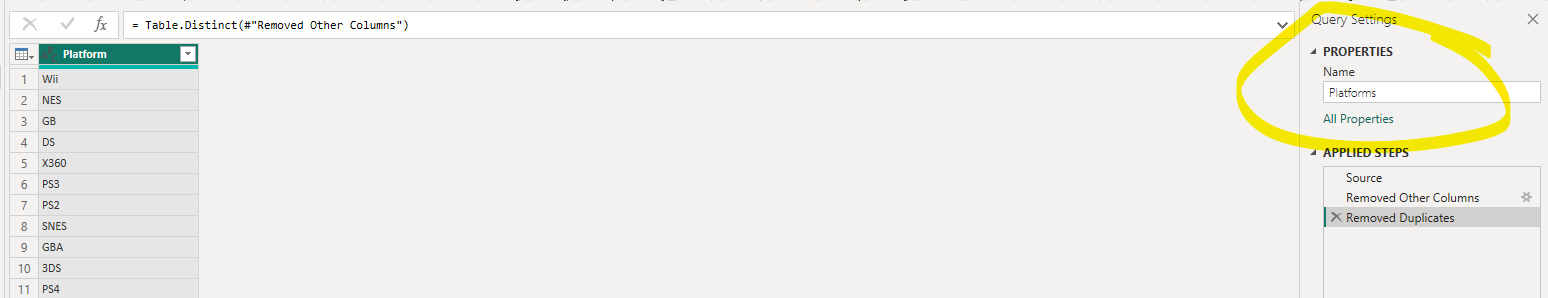 fx
= Table.Distinct(#"Removed Other Columns")
Platform
1 Wii
2 NES
3 GB
4 DS
5 X360
6 PS3
7 PS2
8 SNES
9 GBA
10 3DS
11 PS4
Query Settings
PROPERTIES
Name
Platforms
All Properties
APPLIED STEPS
Source
Removed Other Columns
Removed Duplicates